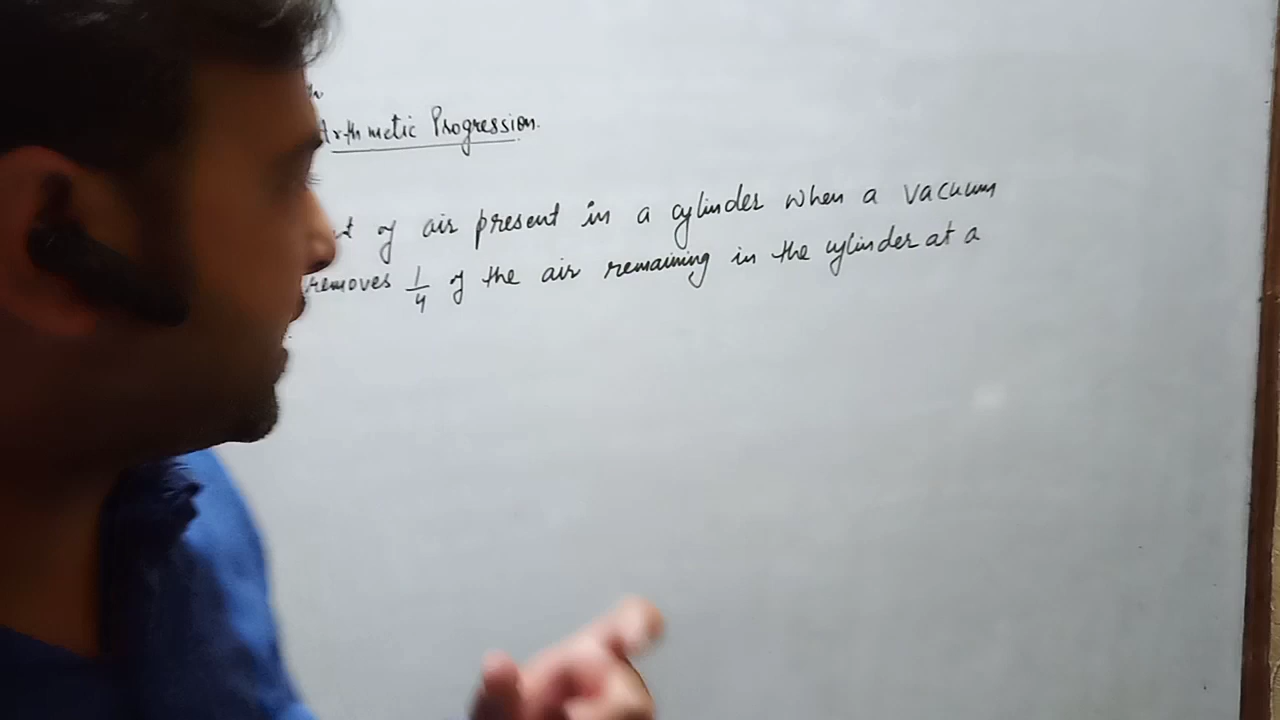 Arthmetic Progression.
of air present in a cylinder when a vacuum
removes 1/4 of the air remaining in the cylinder at a